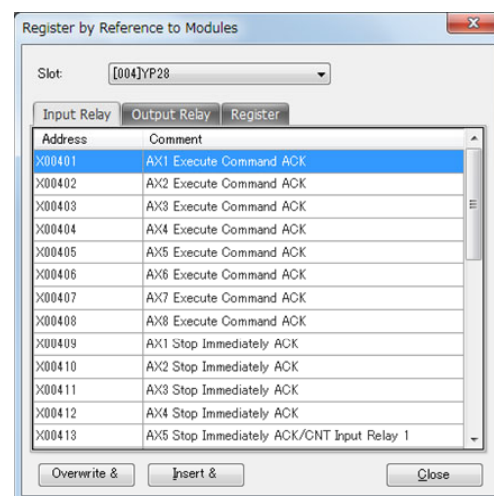 Register by Reference to Modules
Slot: [004]YP28
Input Relay Output Relay Register
Address Comment
X00401 AX1 Execute Command ACK
X00402 AX2 Execute Command ACK
X00403 AX3 Execute Command ACK
X00404 AX4 Execute Command ACK
X00405 AX5 Execute Command ACK
X00406 AX6 Execute Command ACK
X00407 AX7 Execute Command ACK
X00408 AX8 Execute Command ACK
X00409 AX1 Stop Immediately ACK
X00410 AX2 Stop Immediately ACK
X00411 AX3 Stop Immediately ACK
X00412 AX4 Stop Immediately ACK
X00413 AX5 Stop Immediately ACK/CNT Input Relay 1
Overwrite & Insert & Close